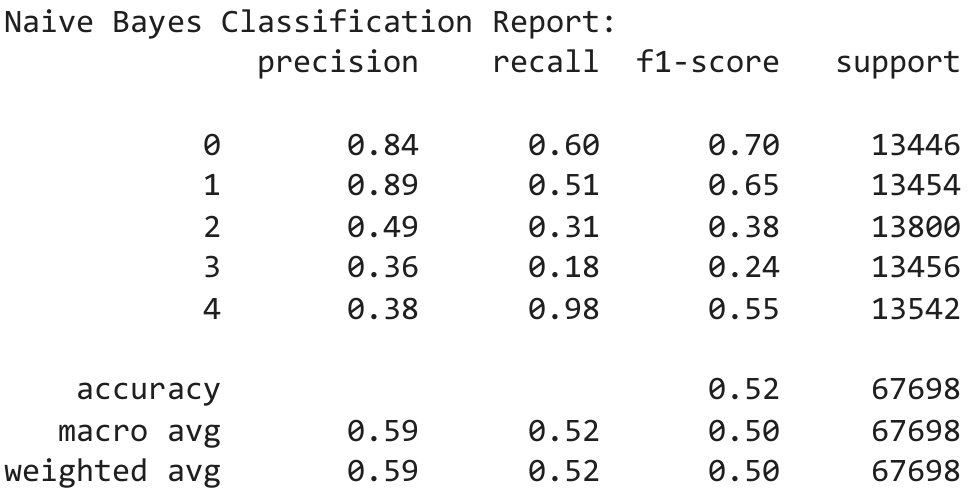 Naive Bayes Classification Report:
precision recall f1-score support
0 0.84 0.60 0.70 13446
1 0.89 0.51 0.65 13454
2 0.49 0.31 0.38 13800
3 0.36 0.18 0.24 13456
4 0.38 0.98 0.55 13542
accuracy 0.52 67698
macro avg 0.59 0.52 0.50 67698
weighted avg 0.59 0.52 0.50 67698